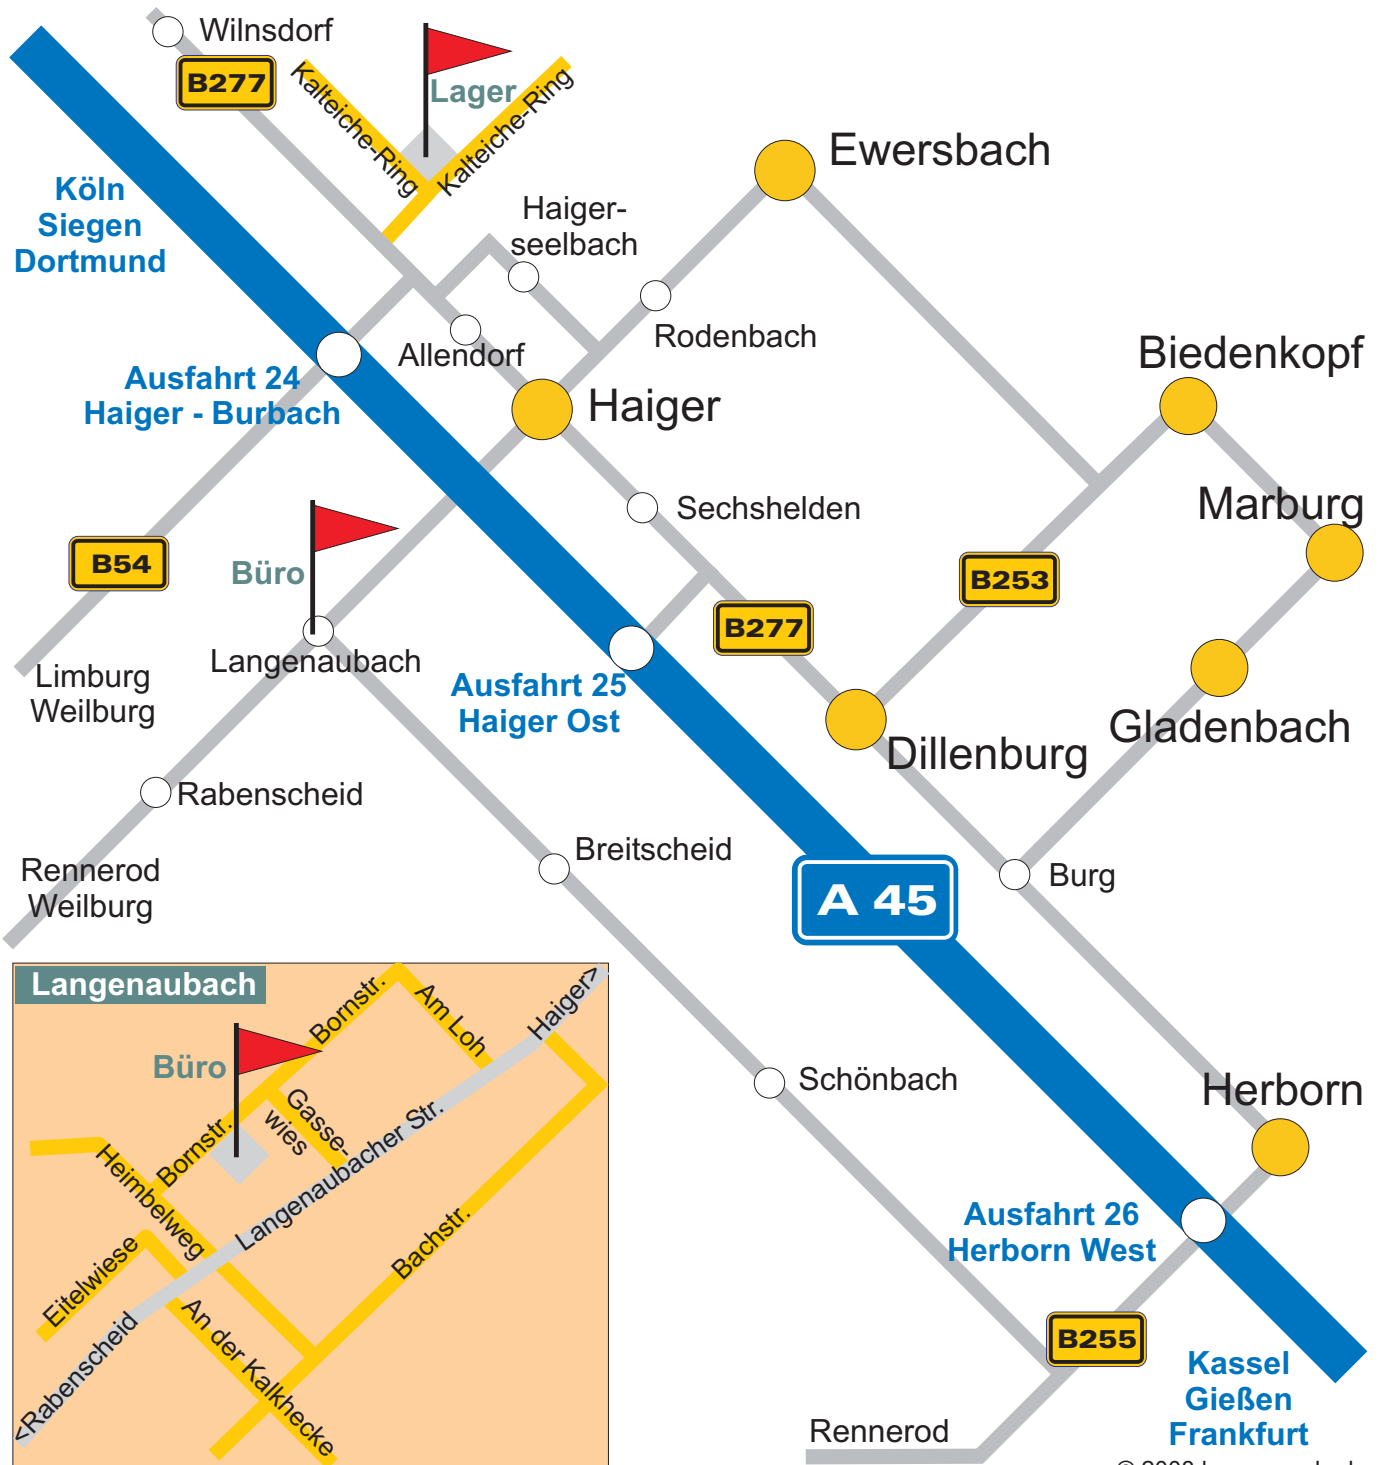 Wilnsdorf
B277
Kalteiche-Ring
Lager
Kalteiche-Ring
Ewersbach
Köln
Siegen
Dortmund
Haiger-
seelbach
Rodenbach
Allendorf
Biedenkopf
Ausfahrt 24
Haiger - Burbach
Haiger
Marburg
Sechshelden
B54
Büro
B253
B277
Langenaubach
Limburg
Weilburg
Ausfahrt 25
Haiger Ost
Gladenbach
Dillenburg
Rabenscheid
Breitscheid
Rennerod
Weilburg
A 45
Burg
Langenaubach
Bornstr.
Am Loh
Haiger>
Büro
Gasse-
wies
Bornstr.
Langenaubacher Str.
Heimbelweg
Bachstr.
Eitelwiese
An der Kalkhecke
<Rabenscheid
Schönbach
Herborn
Ausfahrt 26
Herborn West
B255
Kassel
Gießen
Frankfurt
Rennerod